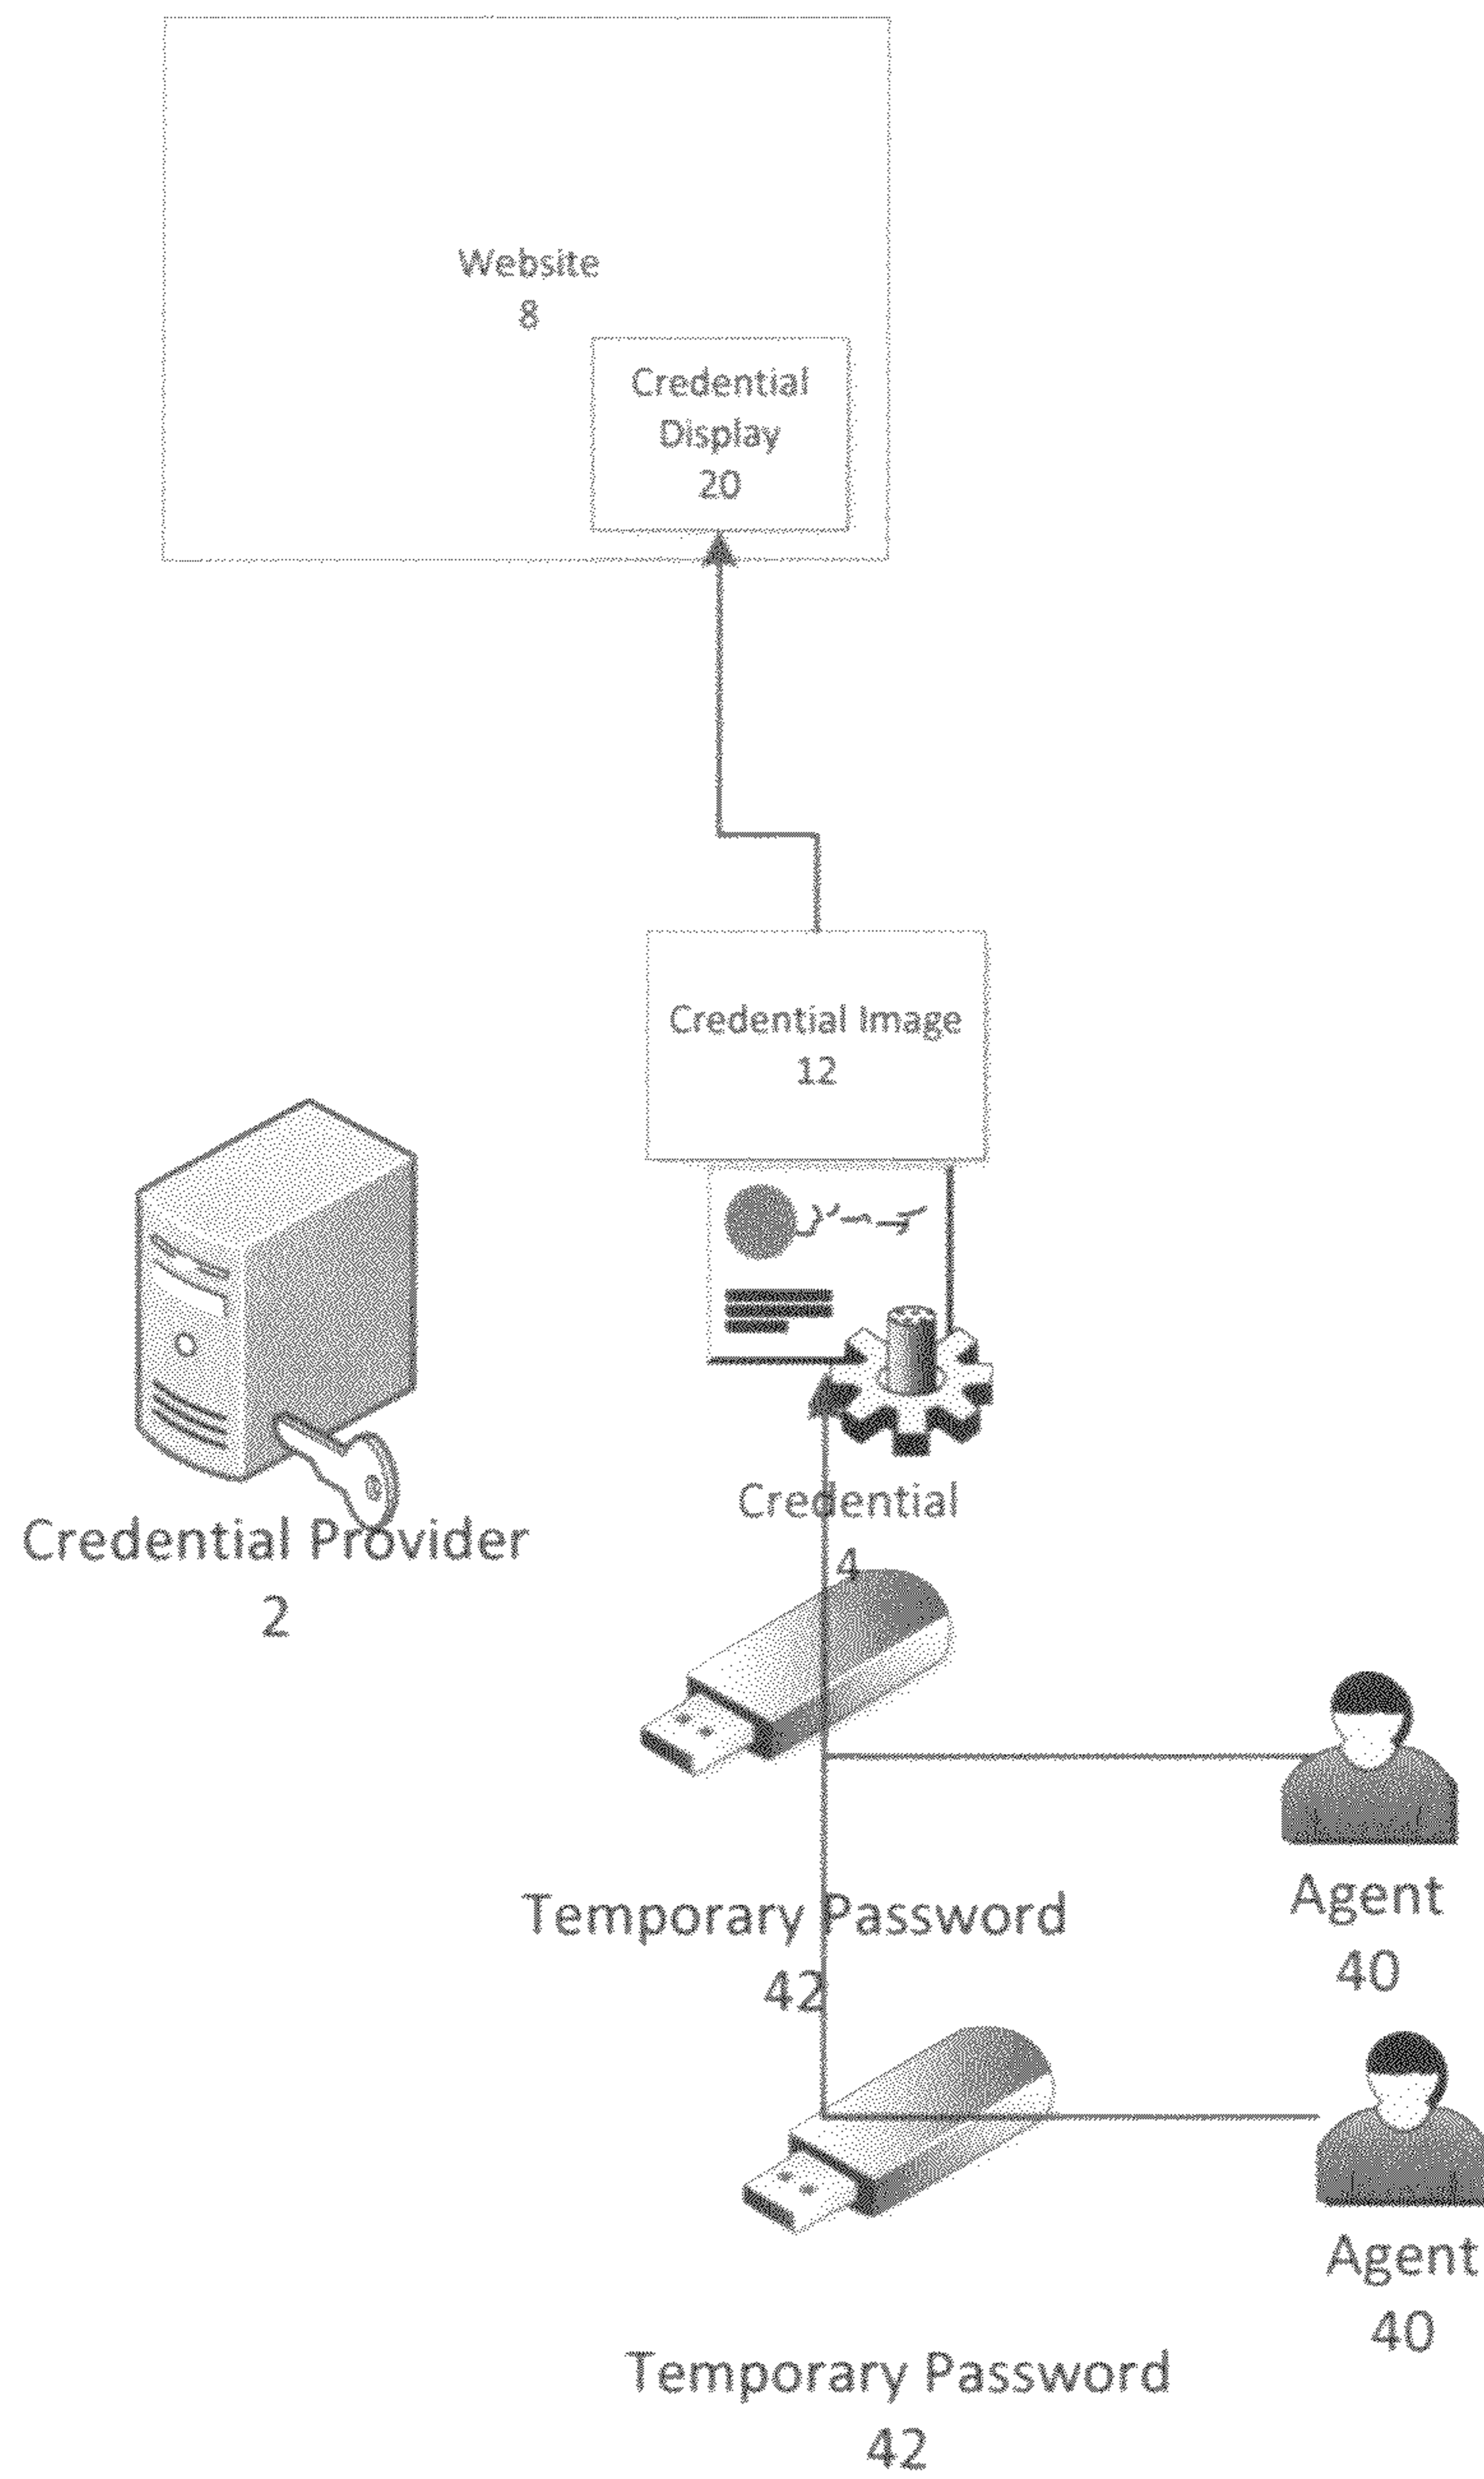 Website
8
Credential
Display
20
Credential Image
12
Credential Provider
2
Credential
4
Temporary Password
42
Agent
40
Temporary Password
42
Agent
40